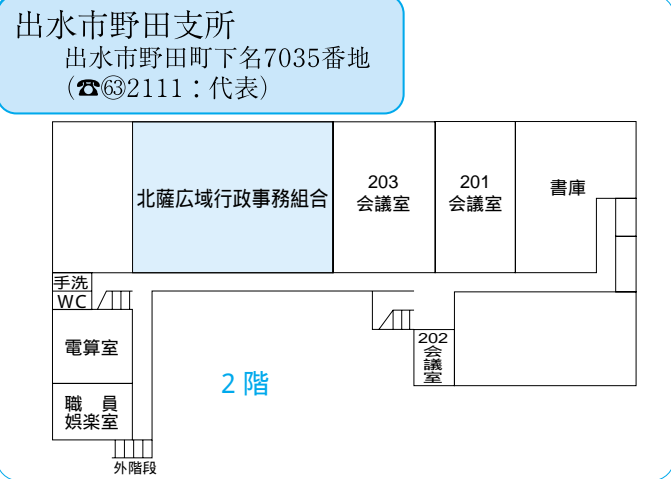 出水市野田支所
出水市野田町下名7035番地
(☎㊿2111：代表)
北薩広域行政事務組合
203
会議室
201
会議室
書庫
手洗
WC
電算室
職 員
娯楽室
202
会
議
室
2 階
外階段